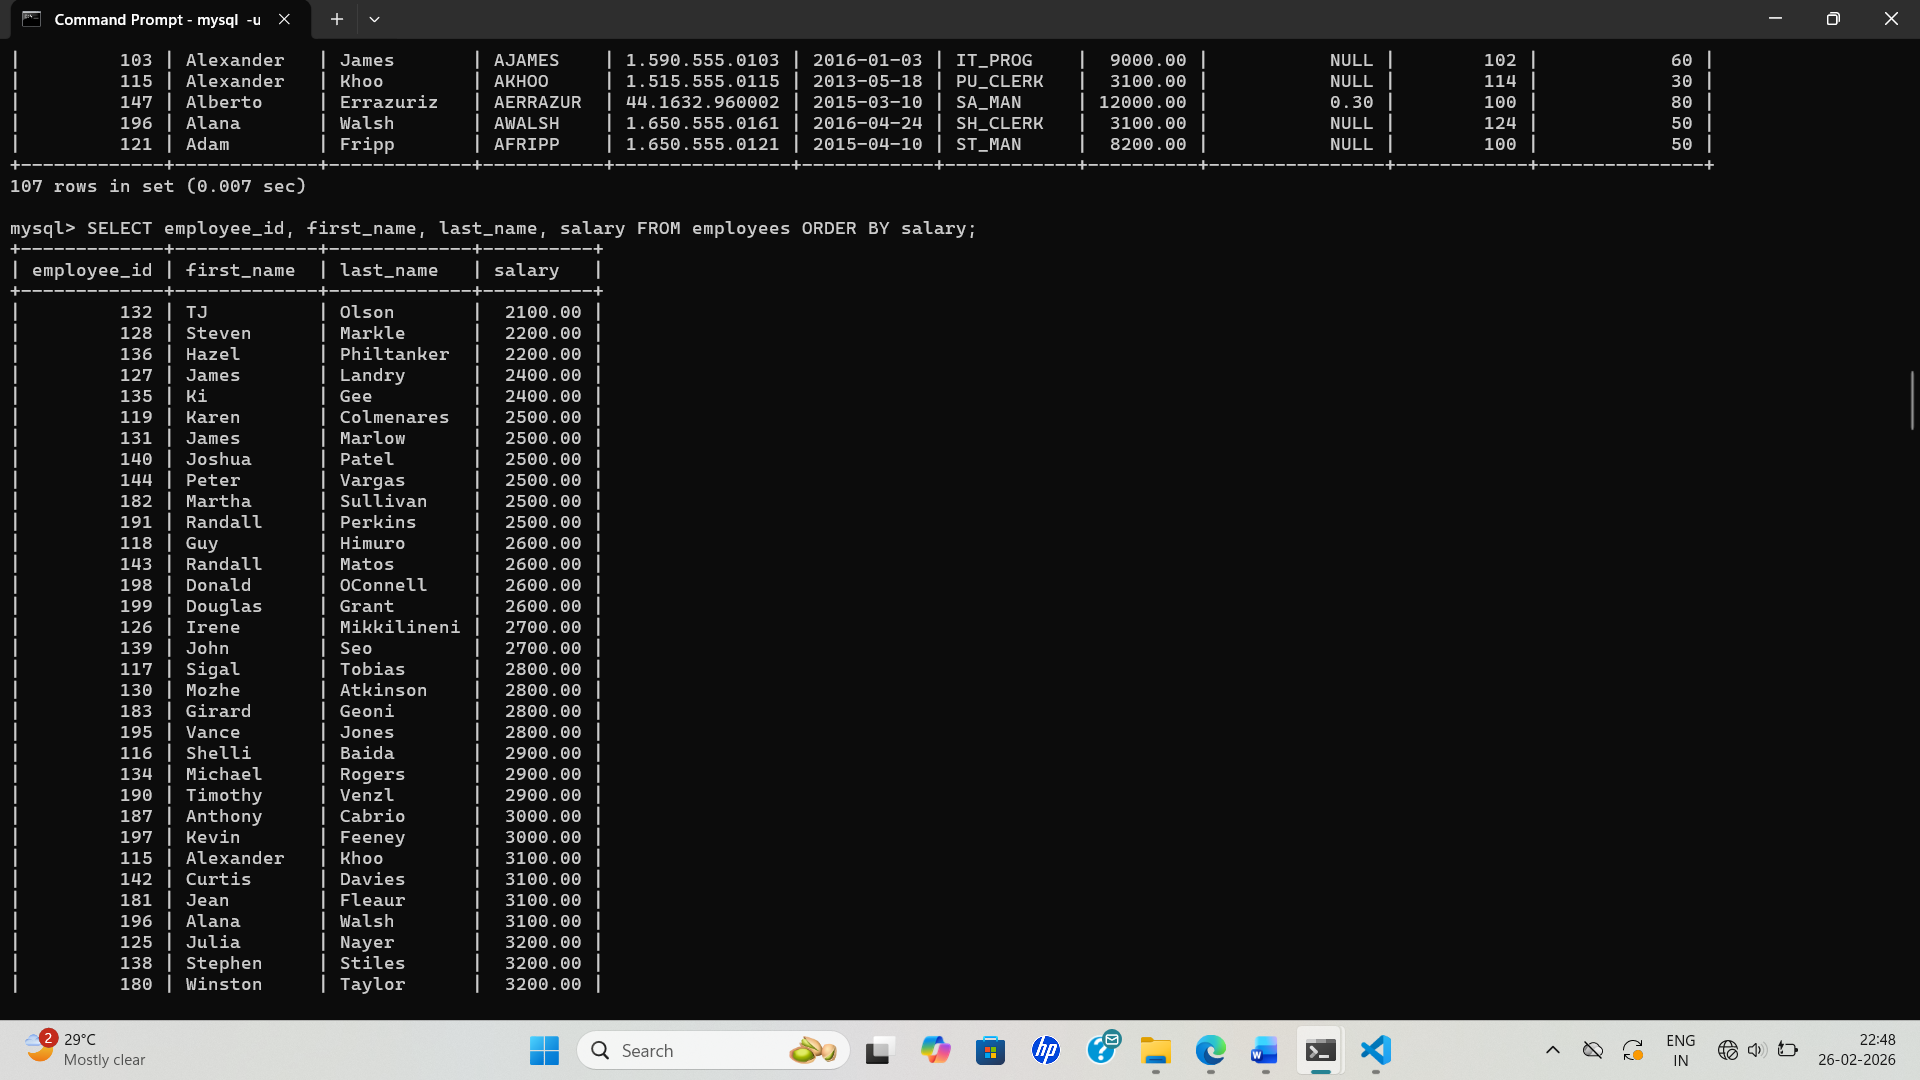 Command Prompt - mysql -u
| 103 | Alexander | James | AJAMES | 1.590.555.0103 | 2016-01-03 | IT_PROG | 9000.00 | NULL | 102 | 60 |
| 115 | Alexander | Khoo | AKHOO | 1.515.555.0115 | 2013-05-18 | PU_CLERK | 3100.00 | NULL | 114 | 30 |
| 147 | Alberto | Errazuriz | AERRAZUR | 44.1632.960002 | 2015-03-10 | SA_MAN | 12000.00 | 0.30 | 100 | 80 |
| 196 | Alana | Walsh | AWALSH | 1.650.555.0161 | 2016-04-24 | SH_CLERK | 3100.00 | NULL | 124 | 50 |
| 121 | Adam | Fripp | AFRIPP | 1.650.555.0121 | 2015-04-10 | ST_MAN | 8200.00 | NULL | 100 | 50 |
+-------------+-------------+-------------+-----------+----------------+------------+------------+----------+----------------+------------+---------------+
107 rows in set (0.007 sec)
mysql> SELECT employee_id, first_name, last_name, salary FROM employees ORDER BY salary;
+-------------+-------------+-------------+----------+
| employee_id | first_name | last_name | salary |
+-------------+-------------+-------------+----------+
| 132 | TJ | Olson | 2100.00 |
| 128 | Steven | Markle | 2200.00 |
| 136 | Hazel | Philtanker | 2200.00 |
| 127 | James | Landry | 2400.00 |
| 135 | Ki | Gee | 2400.00 |
| 119 | Karen | Colmenares | 2500.00 |
| 131 | James | Marlow | 2500.00 |
| 140 | Joshua | Patel | 2500.00 |
| 144 | Peter | Vargas | 2500.00 |
| 182 | Martha | Sullivan | 2500.00 |
| 191 | Randall | Perkins | 2500.00 |
| 118 | Guy | Himuro | 2600.00 |
| 143 | Randall | Matos | 2600.00 |
| 198 | Donald | OConnell | 2600.00 |
| 199 | Douglas | Grant | 2600.00 |
| 126 | Irene | Mikkilineni | 2700.00 |
| 139 | John | Seo | 2700.00 |
| 117 | Sigal | Tobias | 2800.00 |
| 130 | Mozhe | Atkinson | 2800.00 |
| 183 | Girard | Geoni | 2800.00 |
| 195 | Vance | Jones | 2800.00 |
| 116 | Shelli | Baida | 2900.00 |
| 134 | Michael | Rogers | 2900.00 |
| 190 | Timothy | Venzl | 2900.00 |
| 187 | Anthony | Cabrio | 3000.00 |
| 197 | Kevin | Feeney | 3000.00 |
| 115 | Alexander | Khoo | 3100.00 |
| 142 | Curtis | Davies | 3100.00 |
| 181 | Jean | Fleaur | 3100.00 |
| 196 | Alana | Walsh | 3100.00 |
| 125 | Julia | Nayer | 3200.00 |
| 138 | Stephen | Stiles | 3200.00 |
| 180 | Winston | Taylor | 3200.00 |
2
29°C
Mostly clear
Search
hp
W
ENG
IN
22:48
26-02-2026